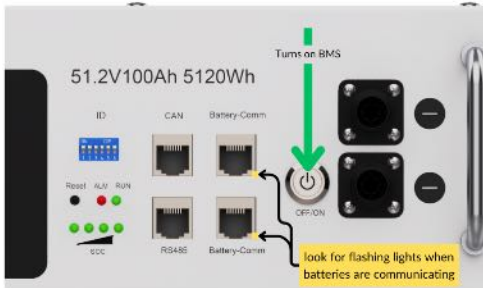 Turns on BMS
51.2V100Ah 5120Wh
ID
CAN
Battery-Comm
Reset
ALM
RUN
OFF/ON
SOC
RS485
Battery-Comm
look for flashing lights when
batteries are communicating